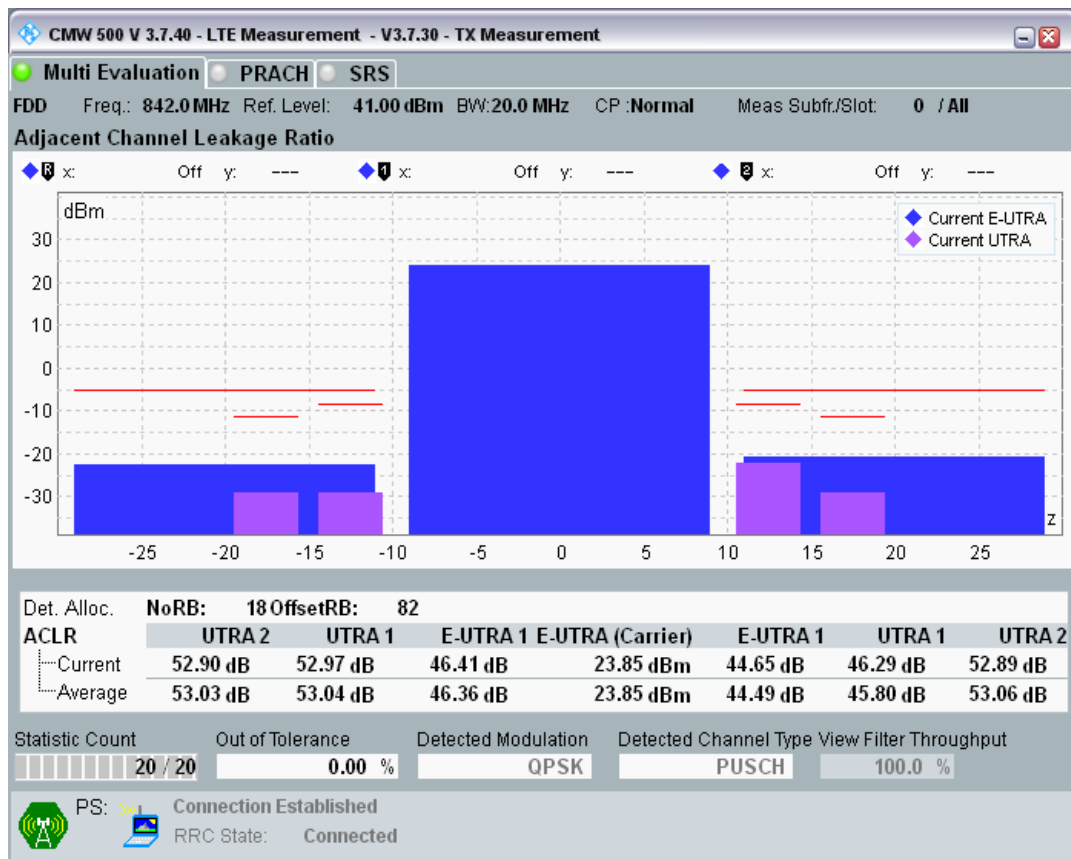 CMW 500 V 3.7.40 - LTE Measurement - V3.7.30 - TX Measurement
Multi Evaluation PRACH SRS
FDD Freq.: 842.0 MHz Ref. Level: 41.00 dBm BW: 20.0 MHz CP :Normal Meas Subfr./Slot: 0 / All
Adjacent Channel Leakage Ratio
R x: Off y: --- 1 x: Off y: --- 2 x: Off y: ---
dBm
Current E-UTRA
Current UTRA
30
20
10
0
-10
-20
-30
z
-25 -20 -15 -10 -5 0 5 10 15 20 25
Det. Alloc. NoRB: 18 OffsetRB: 82
ACLR UTRA 2 UTRA 1 E-UTRA 1 E-UTRA (Carrier) E-UTRA 1 UTRA 1 UTRA 2
Current 52.90 dB 52.97 dB 46.41 dB 23.85 dBm 44.65 dB 46.29 dB 52.89 dB
Average 53.03 dB 53.04 dB 46.36 dB 23.85 dBm 44.49 dB 45.80 dB 53.06 dB
Statistic Count Out of Tolerance Detected Modulation Detected Channel Type View Filter Throughput
20 / 20 0.00 % QPSK PUSCH 100.0 %
PS: Connection Established
RRC State: Connected